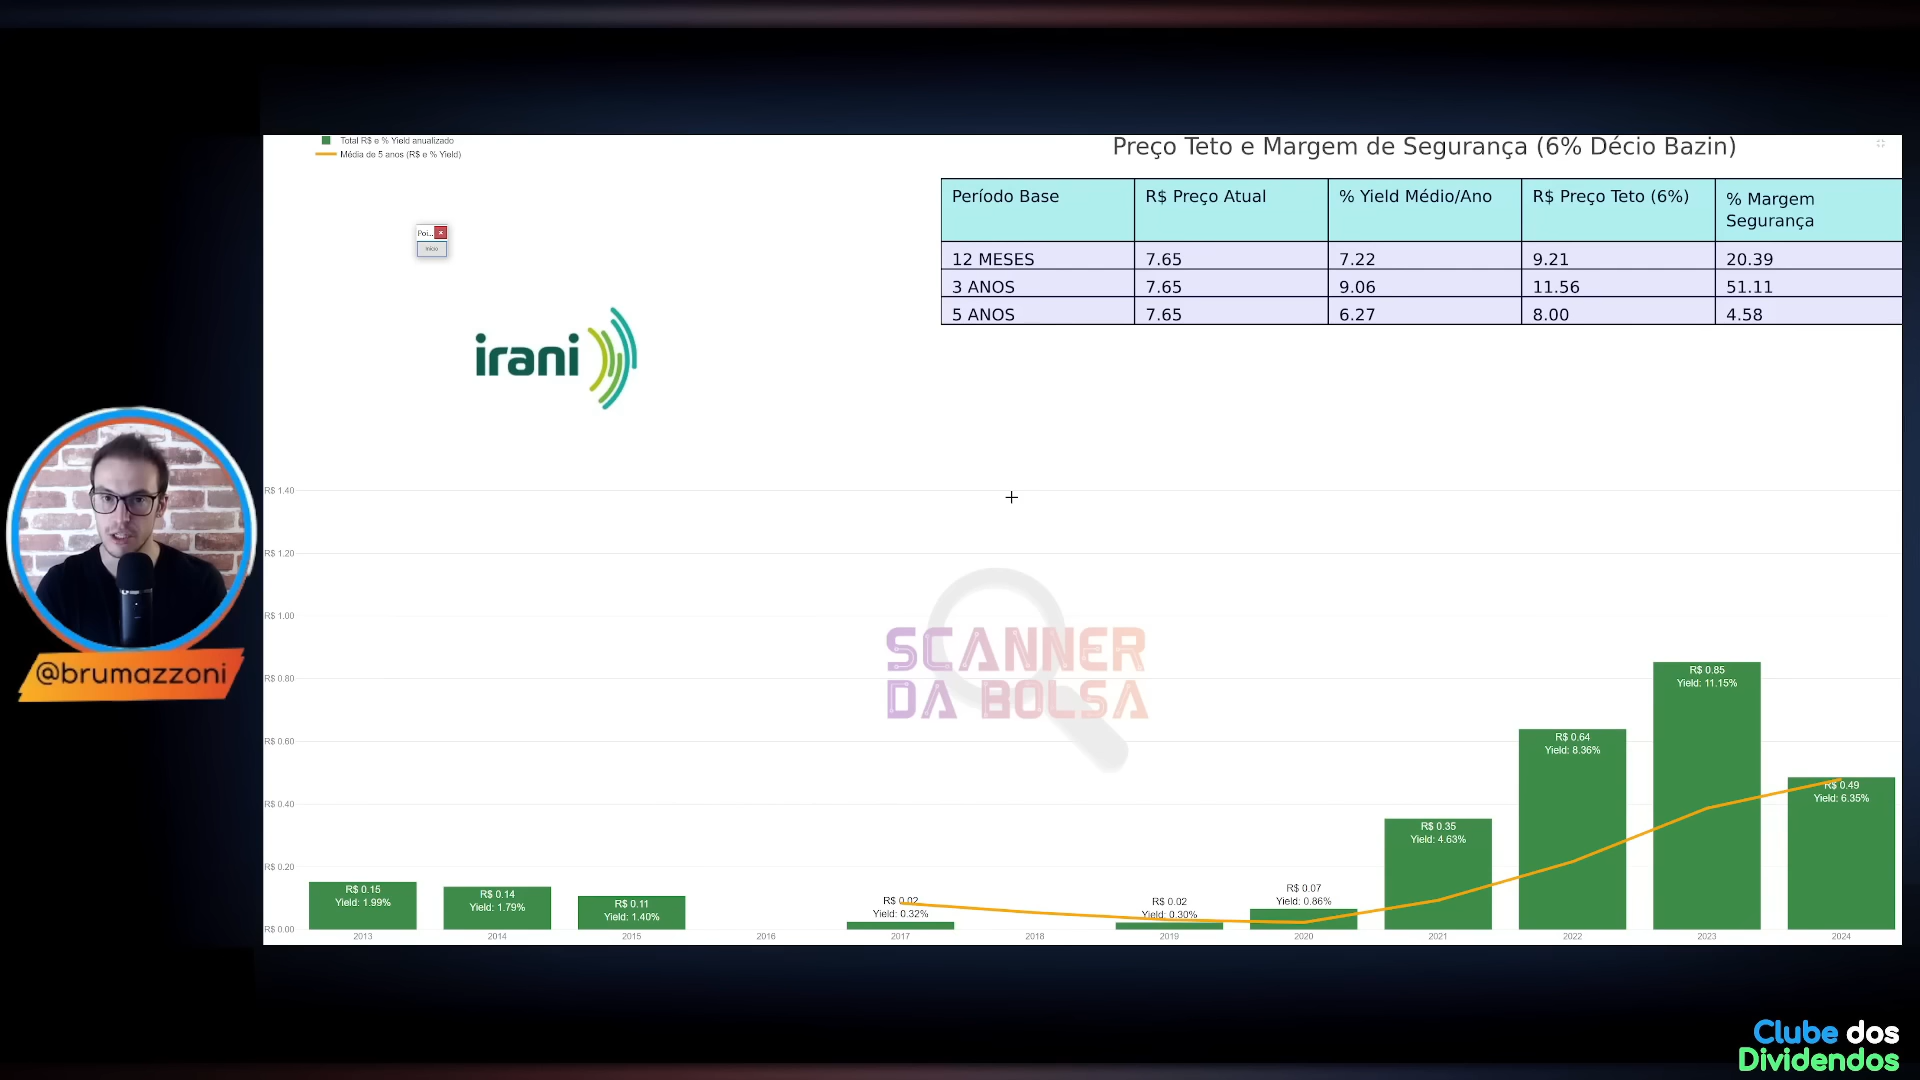 Total R$ e % Yield anualizado
Média de 5 anos (R$ e % Yield)
Preço Teto e Margem de Segurança (6% Décio Bazin)
Período Base R$ Preço Atual % Yield Médio/Ano R$ Preço Teto (6%) % Margem Segurança
12 MESES 7.65 7.22 9.21 20.39
3 ANOS 7.65 9.06 11.56 51.11
5 ANOS 7.65 6.27 8.00 4.58
Poi...
Início
irani
R$ 1.40
R$ 1.20
R$ 1.00
R$ 0.80
R$ 0.60
R$ 0.40
R$ 0.20
R$ 0.00
SCANNER
DA BOLSA
R$ 0.15
Yield: 1.99%
R$ 0.14
Yield: 1.79%
R$ 0.11
Yield: 1.40%
R$ 0.02
Yield: 0.32%
R$ 0.02
Yield: 0.30%
R$ 0.07
Yield: 0.86%
R$ 0.35
Yield: 4.63%
R$ 0.64
Yield: 8.36%
R$ 0.85
Yield: 11.15%
R$ 0.49
Yield: 6.35%
2013 2014 2015 2016 2017 2018 2019 2020 2021 2022 2023 2024
@brumazzoni
Clube dos
Dividendos